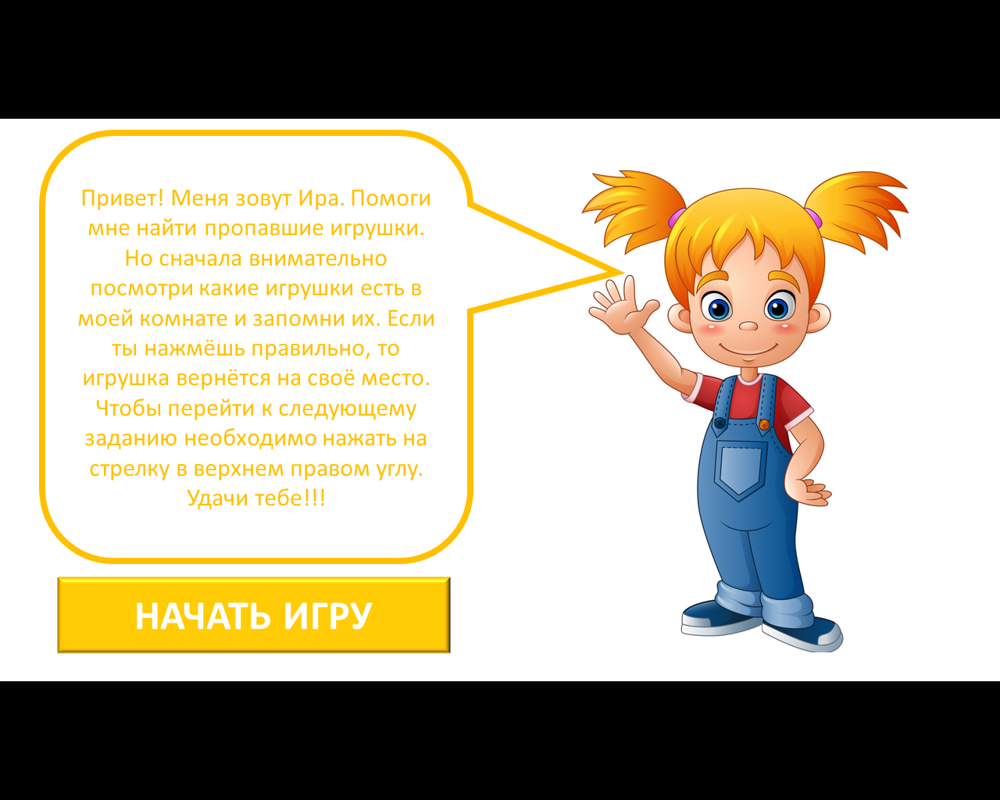 Привет! Меня зовут Ира. Помоги
мне найти пропавшие игрушки.
Но сначала внимательно
посмотри какие игрушки есть в
моей комнате и запомни их. Если
ты нажмёшь правильно, то
игрушка вернётся на своё место.
Чтобы перейти к следующему
заданию необходимо нажать на
стрелку в верхнем правом углу.
Удачи тебе!!!
НАЧАТЬ ИГРУ